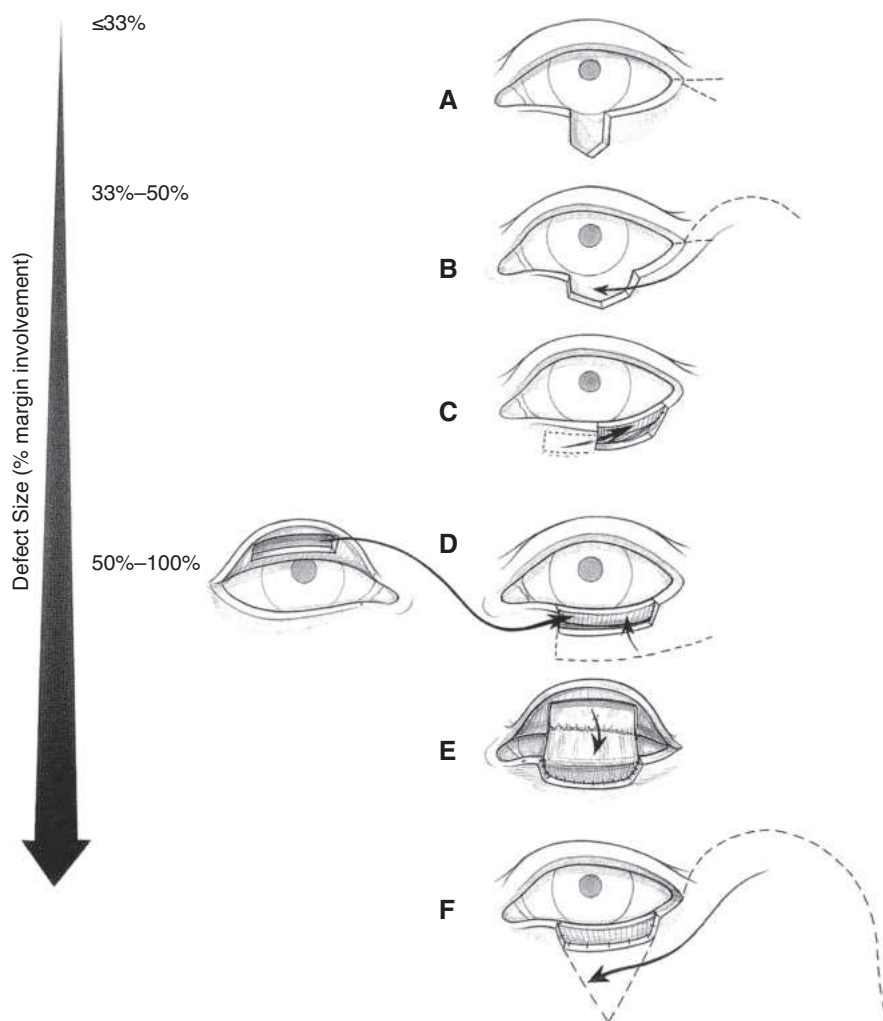 ≤33%
A
33%–50%
B
C
D
50%–100%
E
F
Defect Size (% margin involvement)